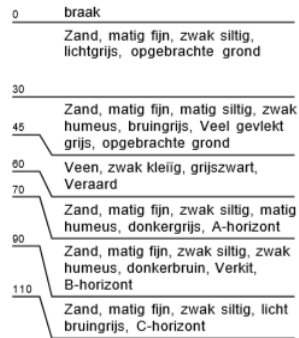 0 braak
Zand, matig fijn, zwak siltig,
lichtgrijs, opgebrachte grond
30
Zand, matig fijn, matig siltig, zwak
45 humeus, bruingrijs, Veel gevlekt
grijs, opgebrachte grond
60 Veen, zwak kleiïg, grijszwart,
Veraard
70
Zand, matig fijn, zwak siltig, matig
humeus, donkergrijs, A-horizont
90
Zand, matig fijn, zwak siltig, zwak
humeus, donkerbruin, Verkit,
B-horizont
110
Zand, matig fijn, zwak siltig, licht
bruingrijs, C-horizont